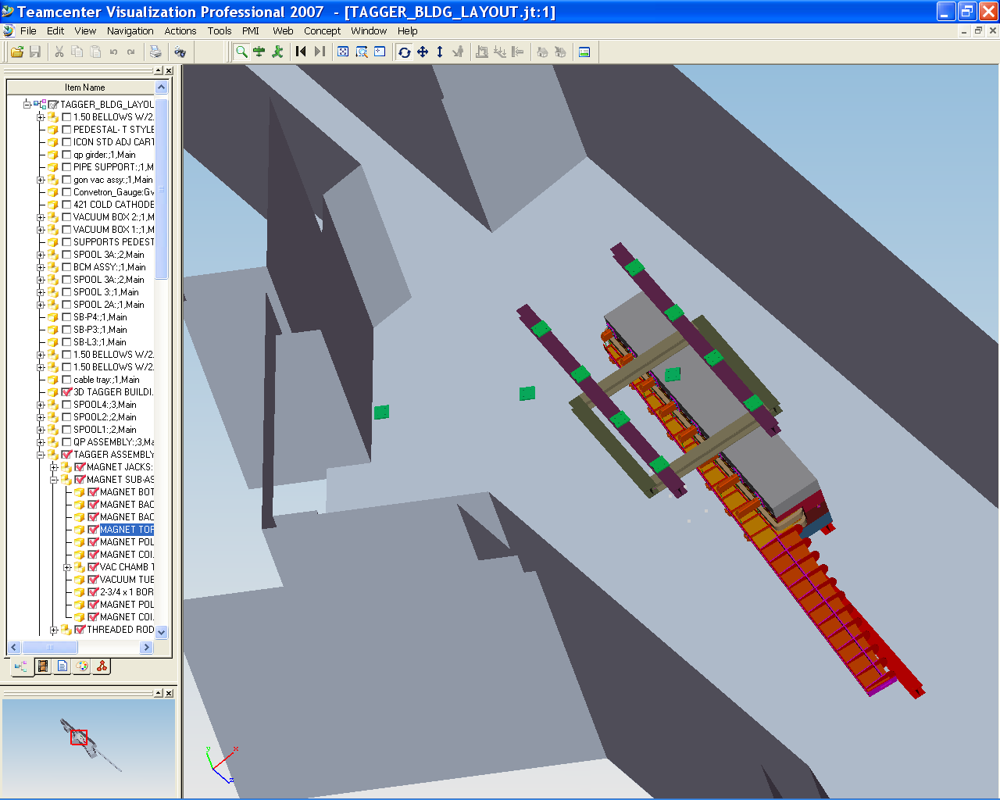 Teamcenter Visualization Professional 2007 - [TAGGER_BLDG_LAYOUT.jt:1]
File Edit View Navigation Actions Tools PMI Web Concept Window Help
Item Name
TAGGER_BLDG_LAYOU
1.50 BELLOWS W/2.
PEDESTAL- T STYLE
ICON STD ADJ CART
qp girder:;1,Main
PIPE SUPPORT:;1,M
gon vac assy:;1,Main
Convetron_Gauge:Gv
421 COLD CATHODE
VACUUM BOX 2:;1,M
VACUUM BOX 1:;1,M
SUPPORTS PEDEST
SPOOL 3A:;2,Main
BCM ASSY:;1,Main
SPOOL 3A:;2,Main
SPOOL 3:;1,Main
SPOOL 2A:;1,Main
SB-P4:;1,Main
SB-P3:;1,Main
SB-L3:;1,Main
1.50 BELLOWS W/2.
1.50 BELLOWS W/2.
cable tray:;1,Main
3D TAGGER BUILDI.
SPOOL4:;3,Main
SPOOL2:;2,Main
SPOOL1:;2,Main
QP ASSEMBLY:;3,Ma
TAGGER ASSEMBLY
MAGNET JACKS:
MAGNET SUB-AS
MAGNET BOT
MAGNET BAC
MAGNET BAC
MAGNET TOP
MAGNET POL
MAGNET COI.
VAC CHAMB T
VACUUM TUE
2-3/4 x 1 BOR
MAGNET POL
MAGNET COI.
THREADED ROD
y x
z